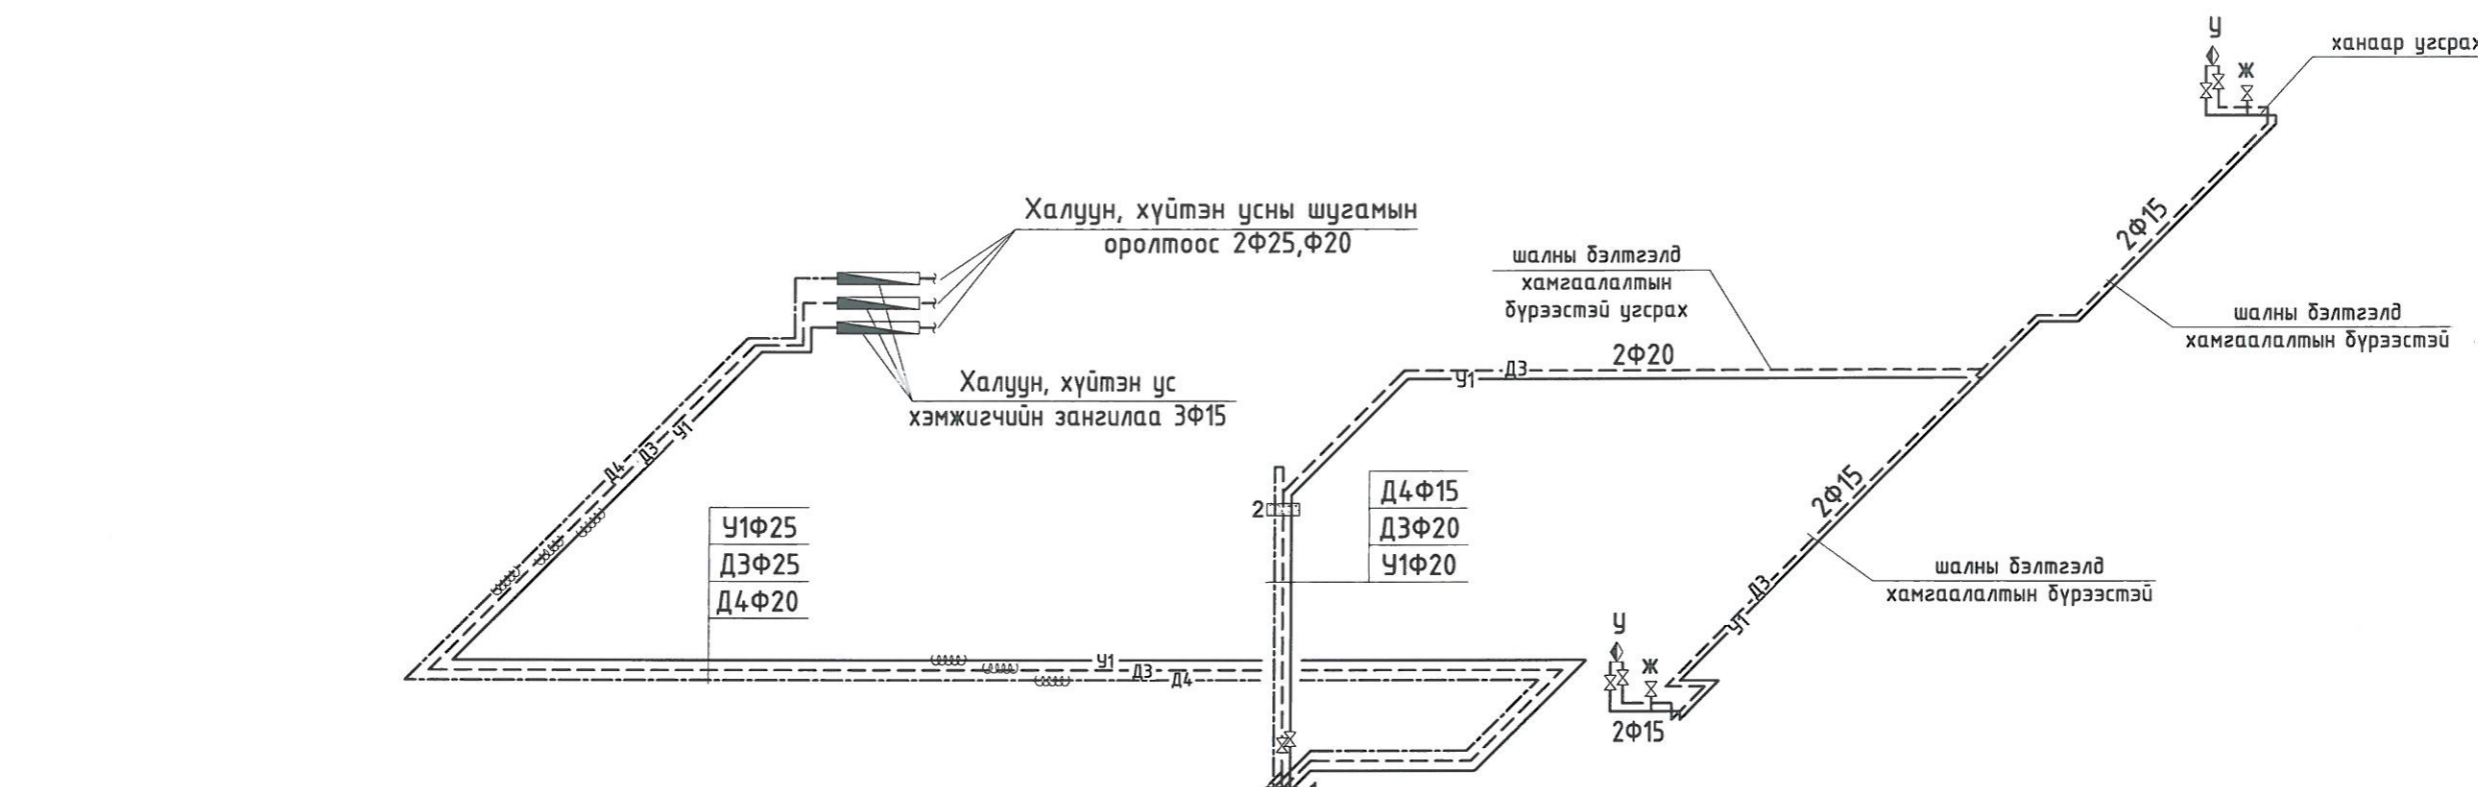 У
ханаар угсрах
Ж
2Ф15
Халуун, хүйтэн усны шугамын
оролтоос 2Ф25,Ф20
шалны бэлтгэлд
хамгаалалтын
бүрээстэй угсрах
шалны бэлтгэлд
хамгаалалтын бүрээстэй
2Ф20
У1
Д3
Халуун, хүйтэн ус
хэмжигчийн зангилаа 3Ф15
Д4
Д3
У1
2
Д4Ф15
Д3Ф20
У1Ф20
2Ф15
У1Ф25
Д3Ф25
Д4Ф20
шалны бэлтгэлд
хамгаалалтын бүрээстэй
Д3
У1
У
Ж
2Ф15
У1
Д3
Д4